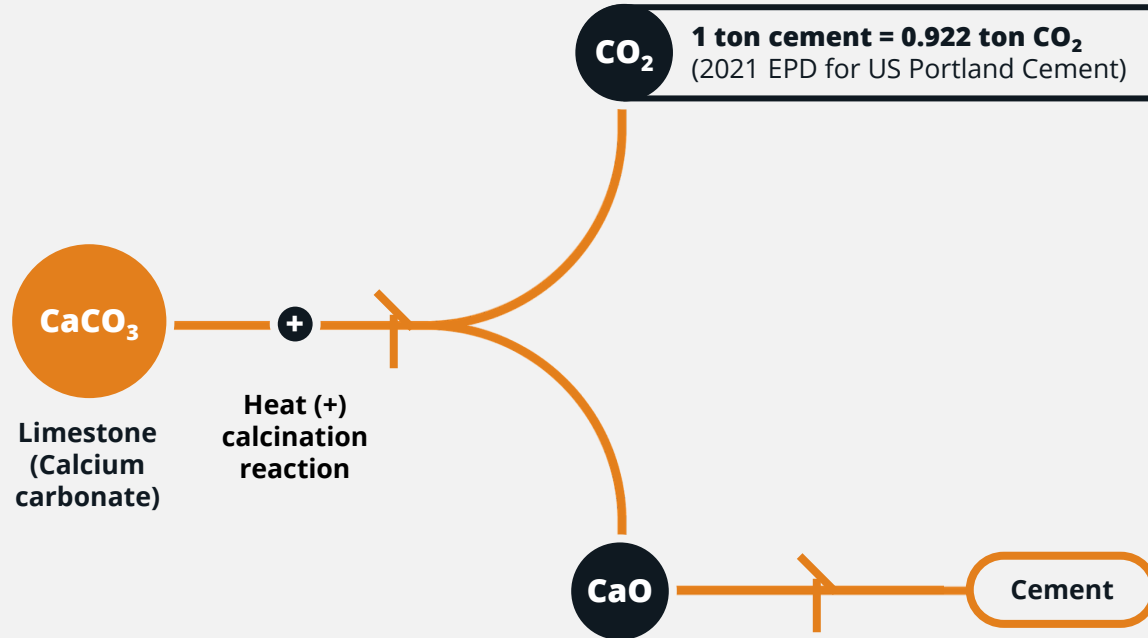 CO₂
1 ton cement = 0.922 ton CO₂
(2021 EPD for US Portland Cement)
CaCO₃
+
Limestone
(Calcium
carbonate)
Heat (+)
calcination
reaction
CaO
Cement